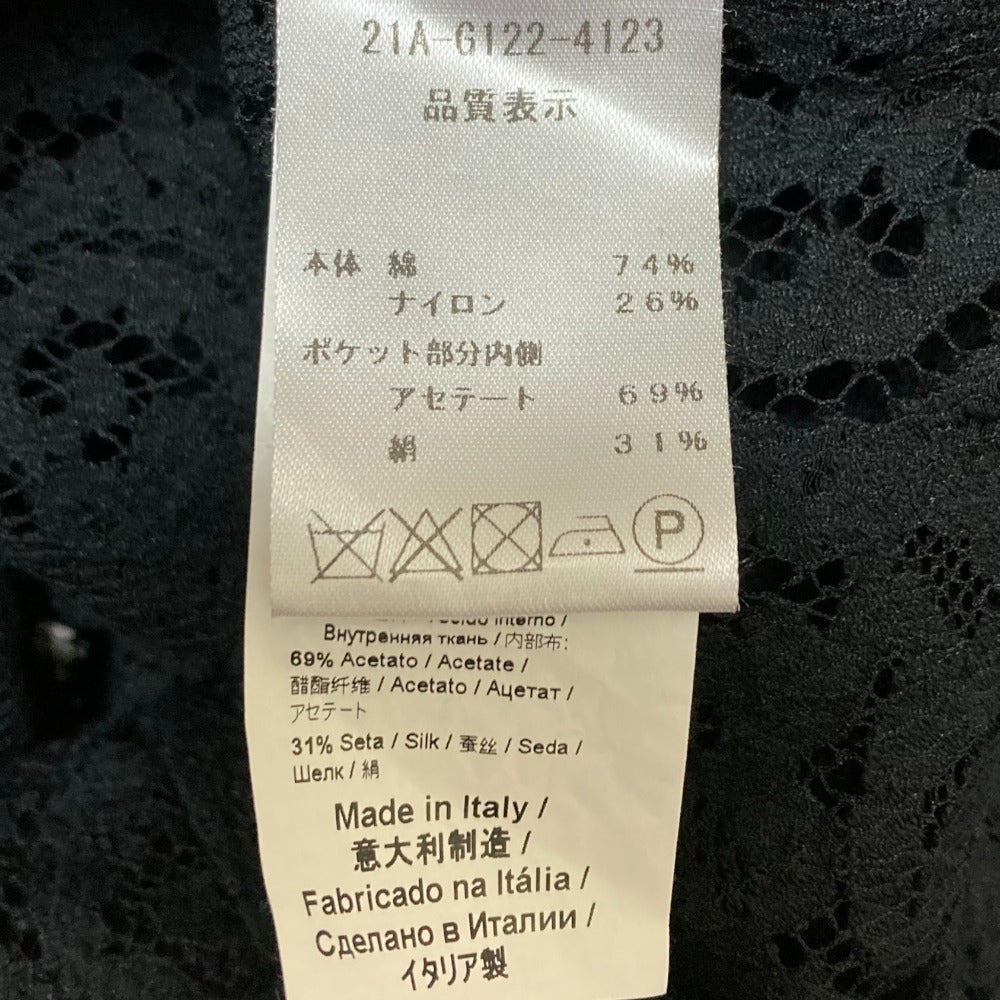 21A-G122-4123
品質表示
本体 綿 74%
ナイロン 26%
ポケット部分内側
アセテート 69%
絹 31%
P
interno /
Внутренняя ткань / 内部布:
69% Acetato / Acetate /
醋酯纤维 / Acetato / Ацетат /
アセテート
31% Seta / Silk / 蚕丝 / Seda /
Шелк / 絹
Made in Italy /
意大利制造 /
Fabricado na Itália /
Сделано в Италии /
イタリア製